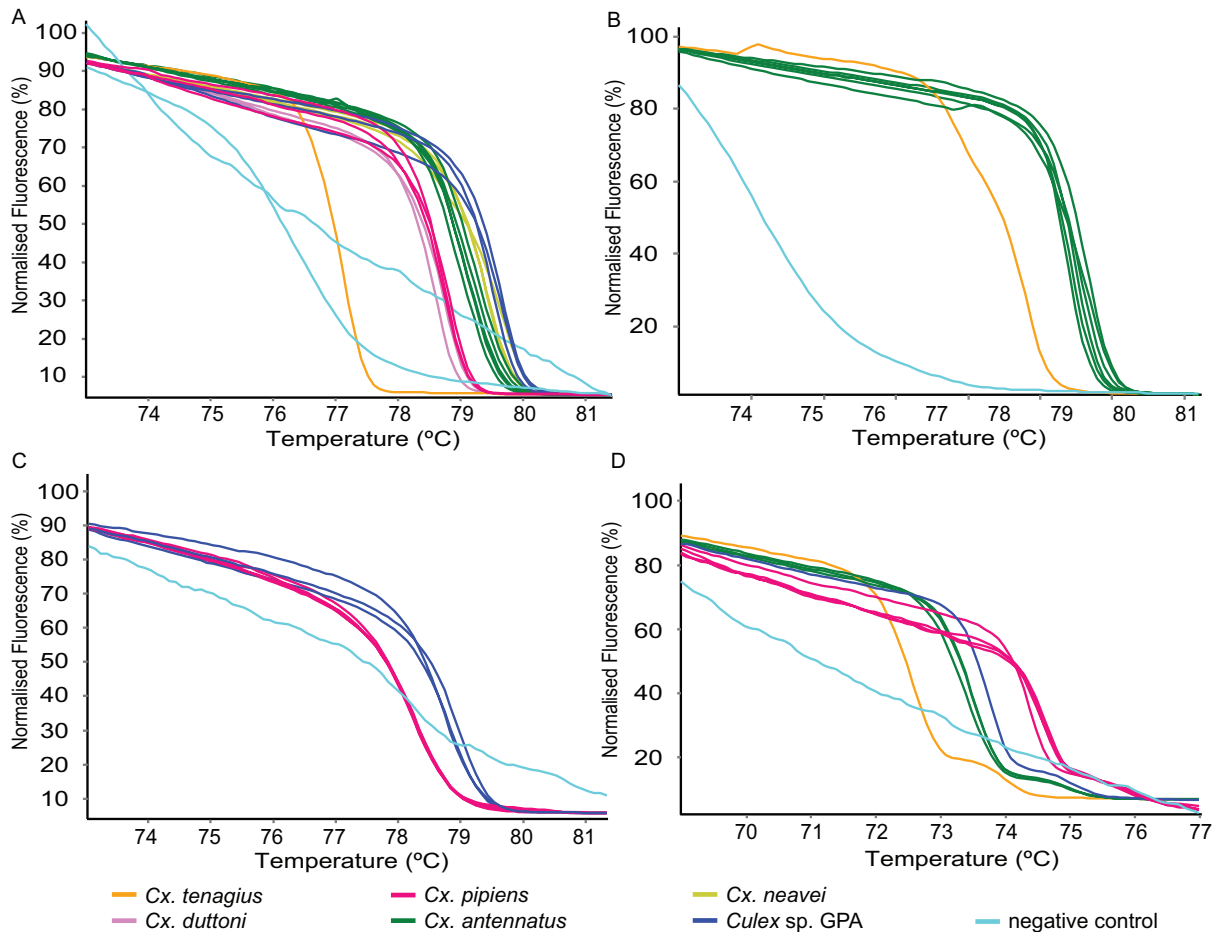 A
Normalised Fluorescence (%)
100
90
80
70
60
50
40
30
20
10
74 75 76 77 78 79 80 81
Temperature (ºC)
B
Normalised Fluorescence (%)
100
80
60
40
20
74 75 76 77 78 79 80 81
Temperature (ºC)
C
Normalised Fluorescence (%)
100
90
80
70
60
50
40
30
20
10
74 75 76 77 78 79 80 81
Temperature (ºC)
D
Normalised Fluorescence (%)
100
80
60
40
20
70 71 72 73 74 75 76 77
Temperature (ºC)
Cx. tenagius
Cx. duttoni
Cx. pipiens
Cx. antennatus
Cx. neavei
Culex sp. GPA
negative control